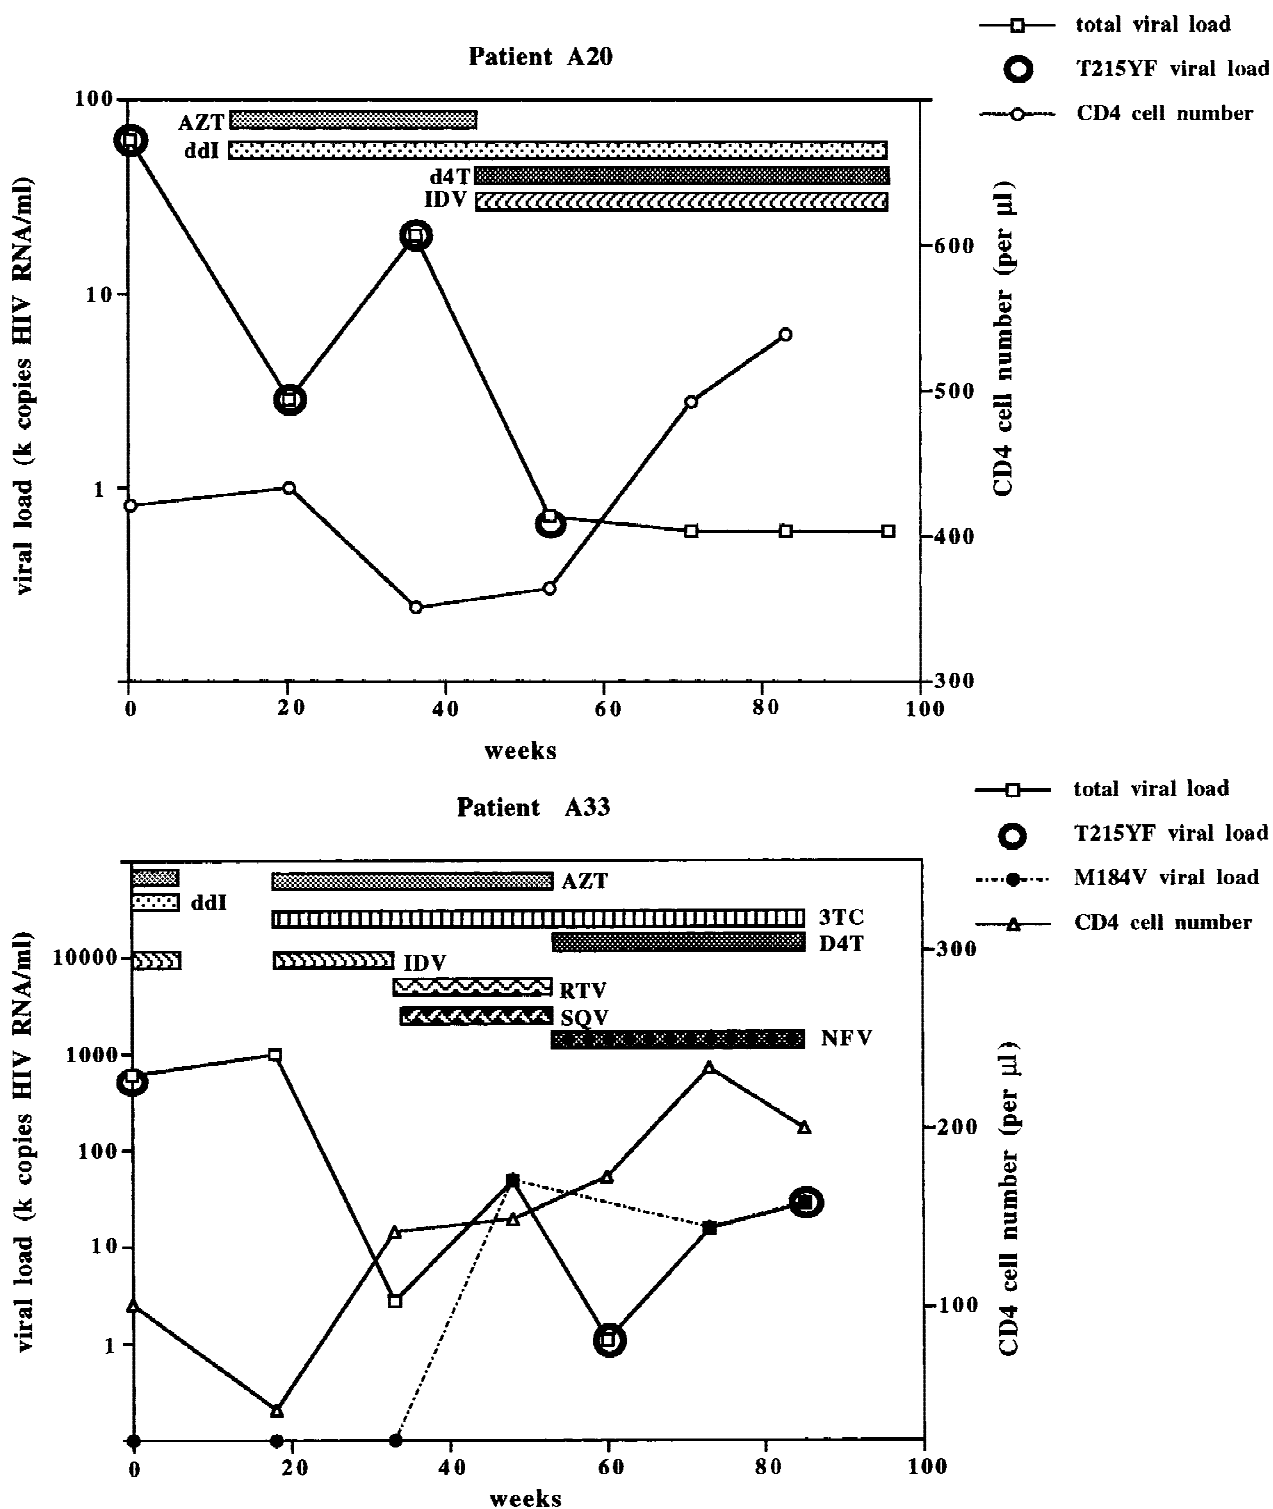 total viral load
Patient A20
T215YF viral load
CD4 cell number
100
AZT
ddI
d4T
IDV
600
10
500
1
400
300
viral load (k copies HIV RNA/ml)
CD4 cell number (per µl)
0 20 40 60 80 100
weeks
total viral load
Patient A33
T215YF viral load
M184V viral load
CD4 cell number
AZT
ddI
3TC
D4T
300
10000
IDV
RTV
SQV
NFV
1000
200
100
10
100
1
viral load (k copies HIV RNA/ml)
CD4 cell number (per µl)
0 20 40 60 80 100
weeks